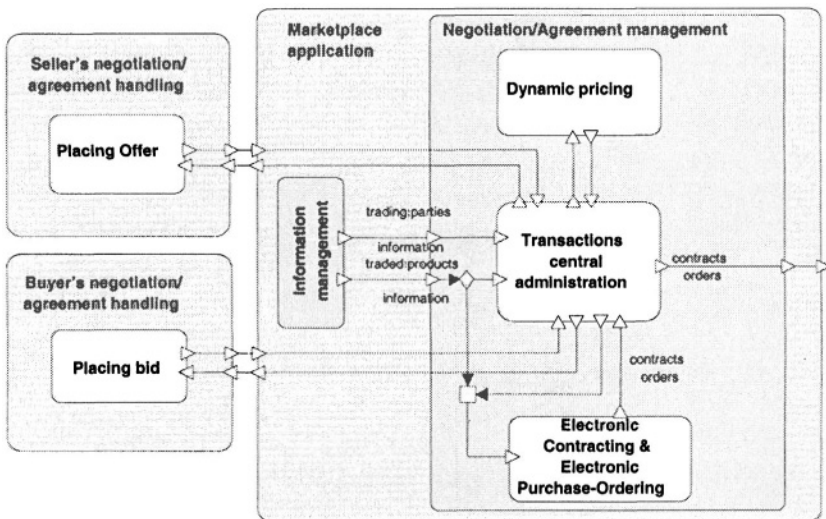 Marketplace
application
Negotiation/Agreement management
Seller's negotiation/
agreement handling
Placing Offer
Dynamic pricing
Information
management
trading:parties
information
traded:products
information
Transactions
central
administration
contracts
orders
Buyer's negotiation/
agreement handling
Placing bid
contracts
orders
Electronic
Contracting &
Electronic
Purchase-Ordering